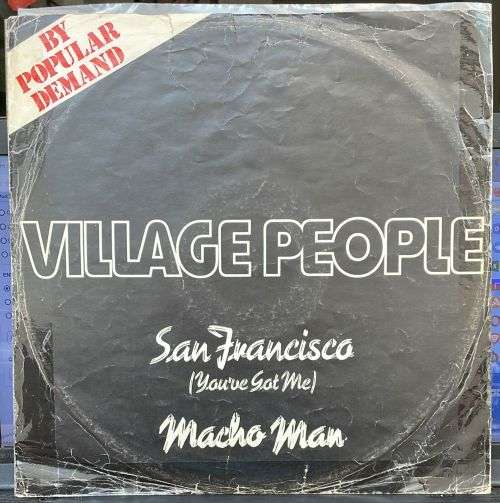 BY
POPULAR
DEMAND
VILLAGE PEOPLE
San Francisco
(You've Got Me)
Macho Man